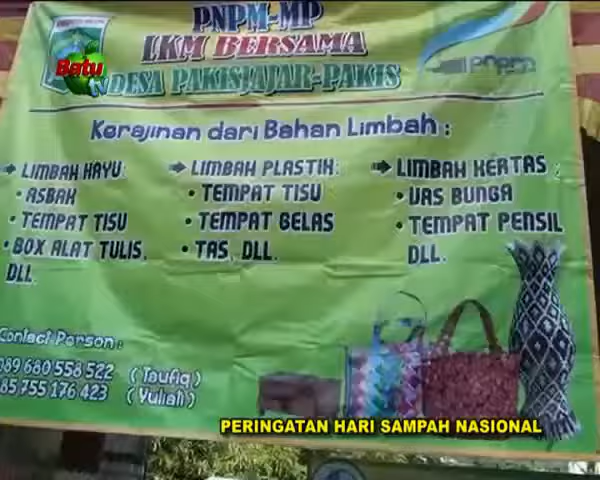 PNPM-MP
LKM BERSAMA
DESA PAKISJAJAR-PAKIS
Batu
tv
pnpm
Kerajinan dari Bahan Limbah :
➔ LIMBAH KAYU:
• ASBAK
• TEMPAT TISU
• BOX ALAT TULIS,
DLL.
➔ LIMBAH PLASTIK:
• TEMPAT TISU
• TEMPAT GELAS
• TAS, DLL.
➔ LIMBAH KERTAS
• VAS BUNGA
• TEMPAT PENSIL
DLL.
Contact Person :
089 680 558 522 (Taufiq)
085 755 176 423 (Yuliati)
PERINGATAN HARI SAMPAH NASIONAL